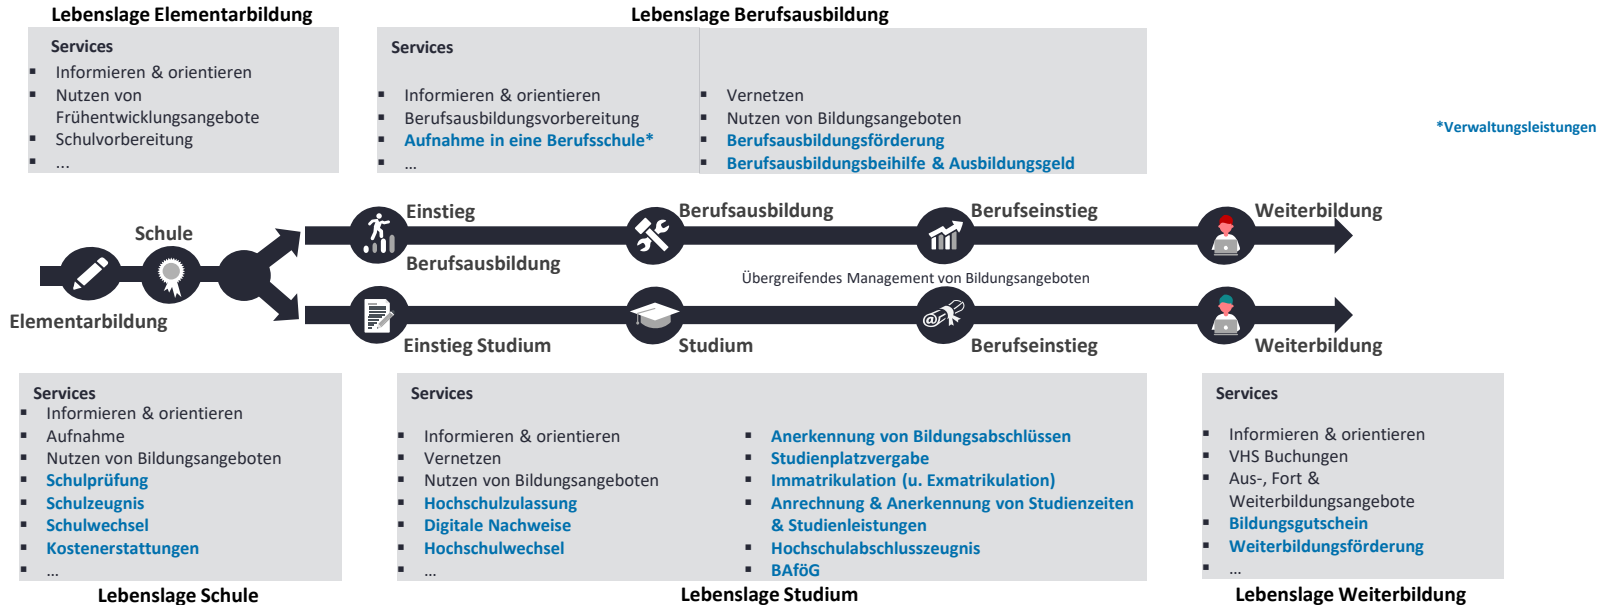 Lebenslage Elementarbildung
Services
▪ Informieren & orientieren
▪ Nutzen von
Frühentwicklungsangebote
▪ Schulvorbereitung
▪ ...
Lebenslage Berufsausbildung
Services
▪ Informieren & orientieren
▪ Berufsausbildungsvorbereitung
▪ Aufnahme in eine Berufsschule*
▪ ...
▪ Vernetzen
▪ Nutzen von Bildungsangeboten
▪ Berufsausbildungsförderung
▪ Berufsausbildungsbeihilfe & Ausbildungsgeld
*Verwaltungsleistungen
Elementarbildung
Schule
Einstieg
Berufsausbildung
Berufsausbildung
Berufseinstieg
Weiterbildung
Übergreifendes Management von Bildungsangeboten
Einstieg Studium
Studium
@
Berufseinstieg
Weiterbildung
Services
▪ Informieren & orientieren
▪ Aufnahme
▪ Nutzen von Bildungsangeboten
▪ Schulprüfung
▪ Schulzeugnis
▪ Schulwechsel
▪ Kostenerstattungen
▪ ...
Lebenslage Schule
Services
▪ Informieren & orientieren
▪ Vernetzen
▪ Nutzen von Bildungsangeboten
▪ Hochschulzulassung
▪ Digitale Nachweise
▪ Hochschulwechsel
▪ ...
▪ Anerkennung von Bildungsabschlüssen
▪ Studienplatzvergabe
▪ Immatrikulation (u. Exmatrikulation)
▪ Anrechnung & Anerkennung von Studienzeiten
& Studienleistungen
▪ Hochschulabschlusszeugnis
▪ BAföG
Lebenslage Studium
Services
▪ Informieren & orientieren
▪ VHS Buchungen
▪ Aus-, Fort &
Weiterbildungsangebote
▪ Bildungsgutschein
▪ Weiterbildungsförderung
▪ ...
Lebenslage Weiterbildung